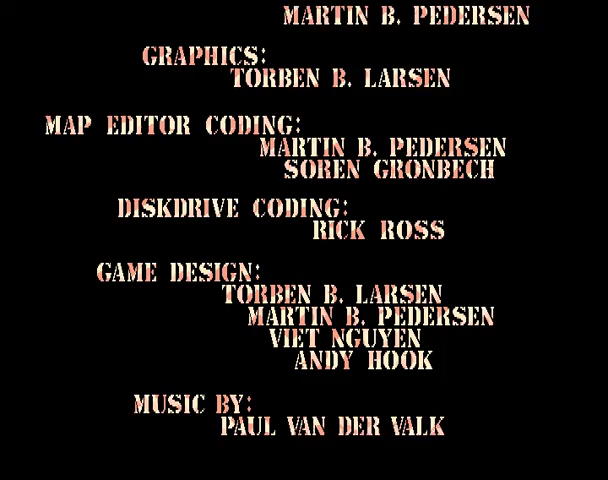 MARTIN B. PEDERSEN
GRAPHICS:
TORBEN B. LARSEN
MAP EDITOR CODING:
MARTIN B. PEDERSEN
SOREN GRONBECH
DISKDRIVE CODING:
RICK ROSS
GAME DESIGN:
TORBEN B. LARSEN
MARTIN B. PEDERSEN
VIET NGUYEN
ANDY HOOK
MUSIC BY:
PAUL VAN DER VALK